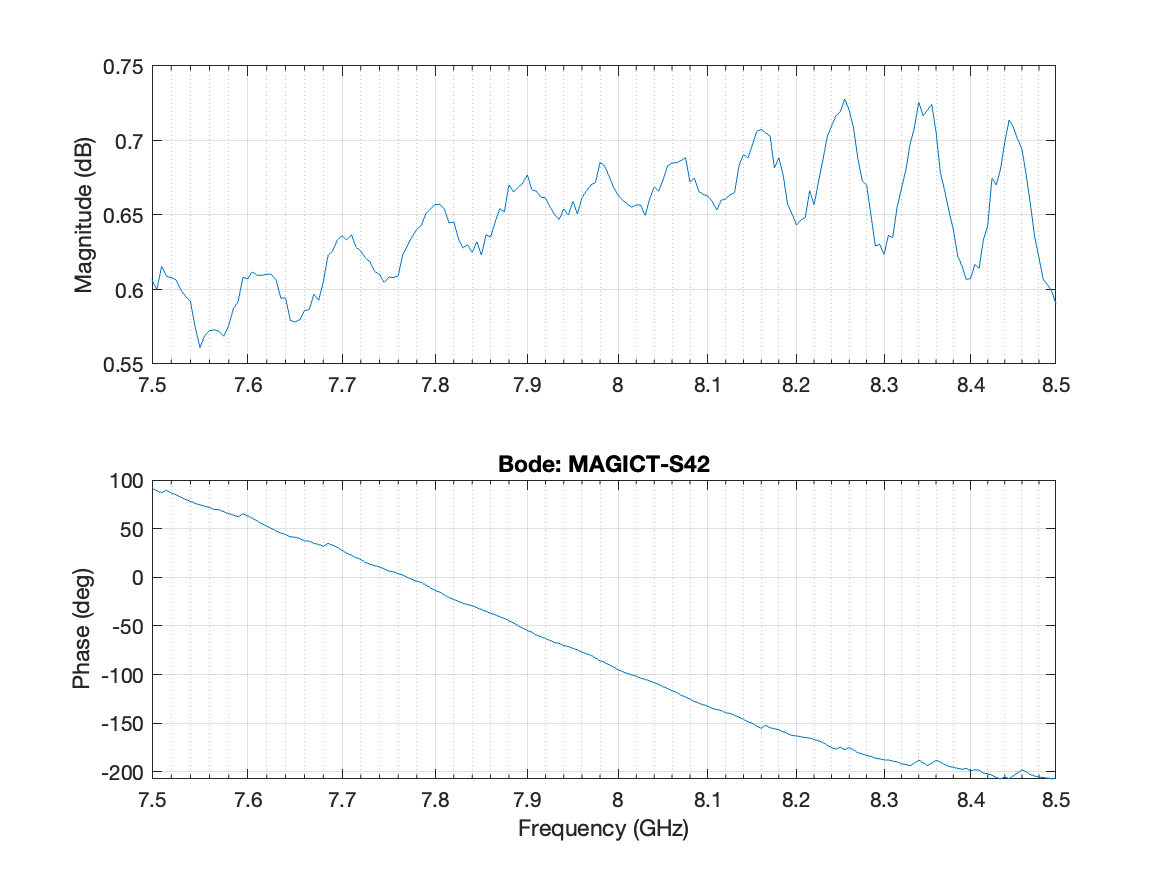 0.75
0.7
0.65
0.6
0.55
Magnitude (dB)
7.5 7.6 7.7 7.8 7.9 8 8.1 8.2 8.3 8.4 8.5
Bode: MAGICT-S42
100
50
0
-50
-100
-150
-200
Phase (deg)
7.5 7.6 7.7 7.8 7.9 8 8.1 8.2 8.3 8.4 8.5
Frequency (GHz)